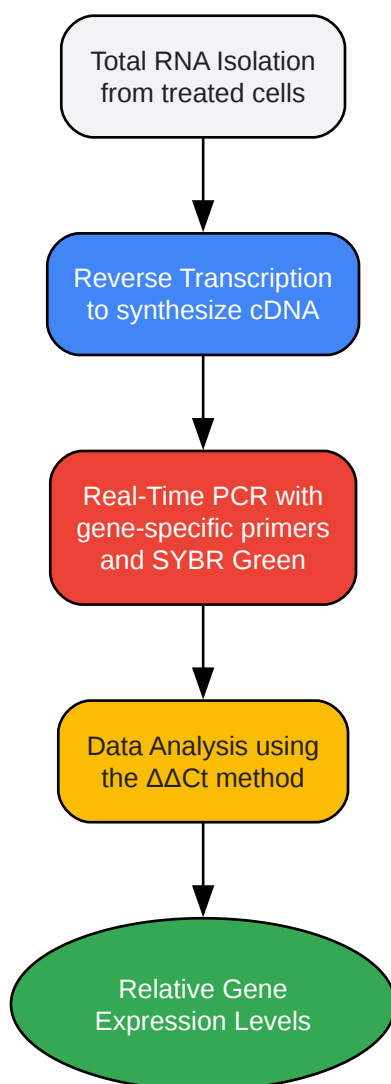 Total RNA Isolation
from treated cells
Reverse Transcription
to synthesize cDNA
Real-Time PCR with
gene-specific primers
and SYBR Green
Data Analysis using
the ΔΔCt method
Relative Gene
Expression Levels